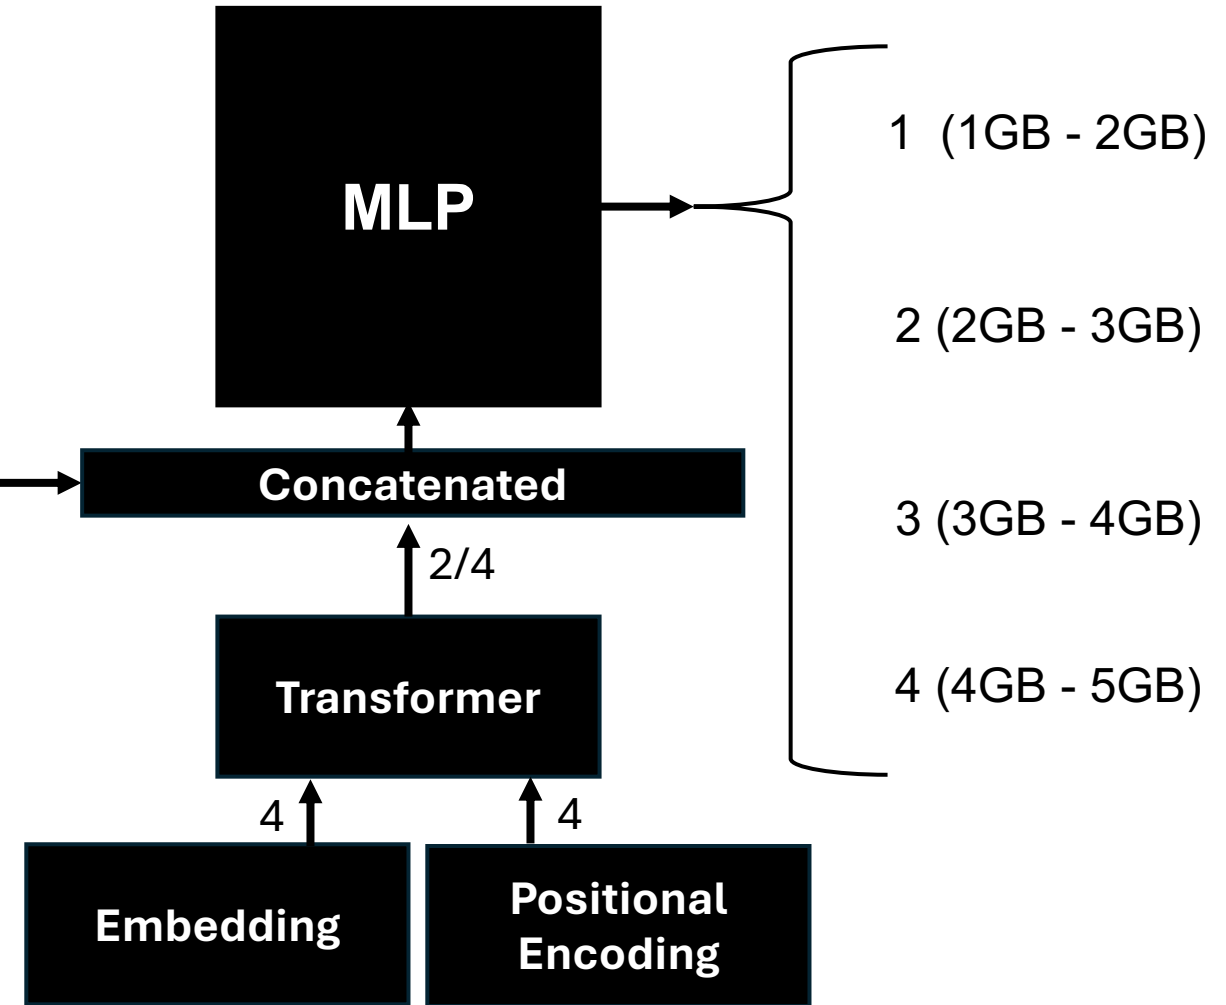 MLP
1 (1GB - 2GB)
2 (2GB - 3GB)
3 (3GB - 4GB)
4 (4GB - 5GB)
Concatenated
2/4
Transformer
4
4
Embedding
Positional
Encoding